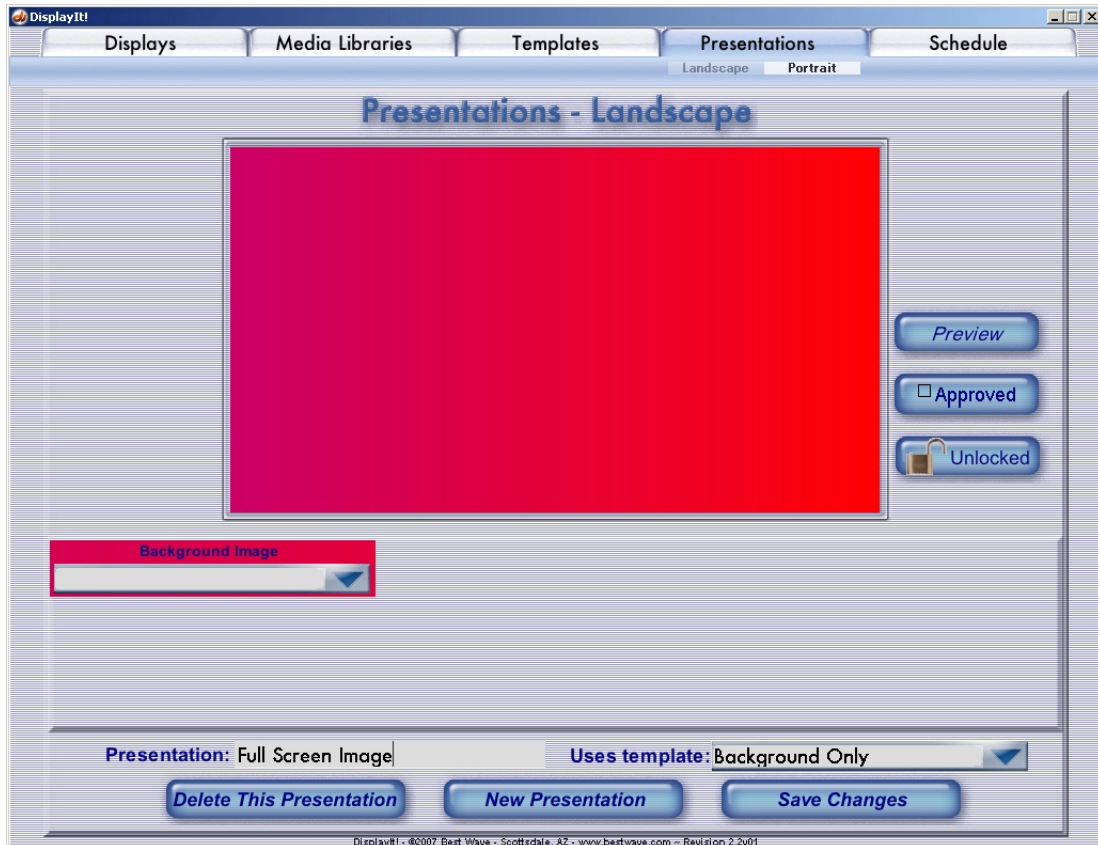 DisplayIt!
Displays Media Libraries Templates Presentations Schedule
Landscape Portrait
Presentations - Landscape
Preview
Approved
Unlocked
Background Image
Presentation: Full Screen Image Uses template: Background Only
Delete This Presentation New Presentation Save Changes
DisplayIt! - ©2007 Best Wave - Scottsdale, AZ - www.bestwave.com ~ Revision 2.2v01